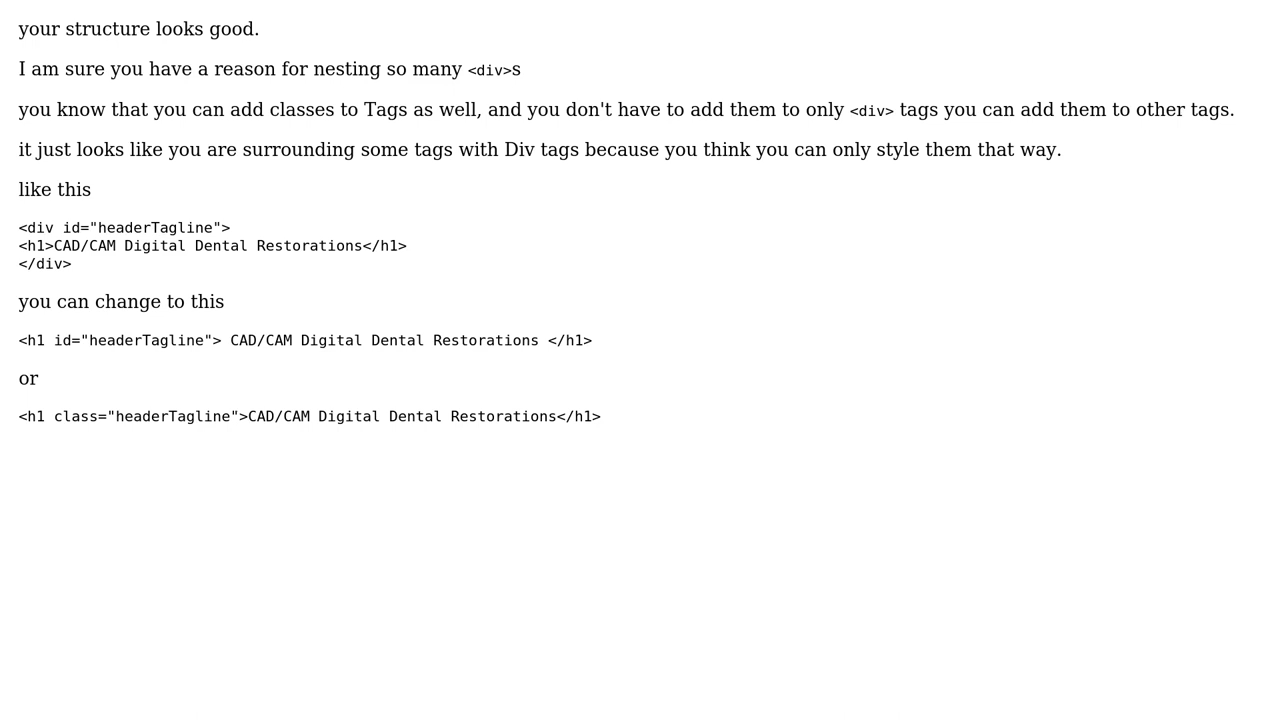 your structure looks good.
I am sure you have a reason for nesting so many <div>s
you know that you can add classes to Tags as well, and you don't have to add them to only <div> tags you can add them to other tags.
it just looks like you are surrounding some tags with Div tags because you think you can only style them that way.
like this
<div id="headerTagline">
<h1>CAD/CAM Digital Dental Restorations</h1>
</div>
you can change to this
<h1 id="headerTagline"> CAD/CAM Digital Dental Restorations </h1>
or
<h1 class="headerTagline">CAD/CAM Digital Dental Restorations</h1>